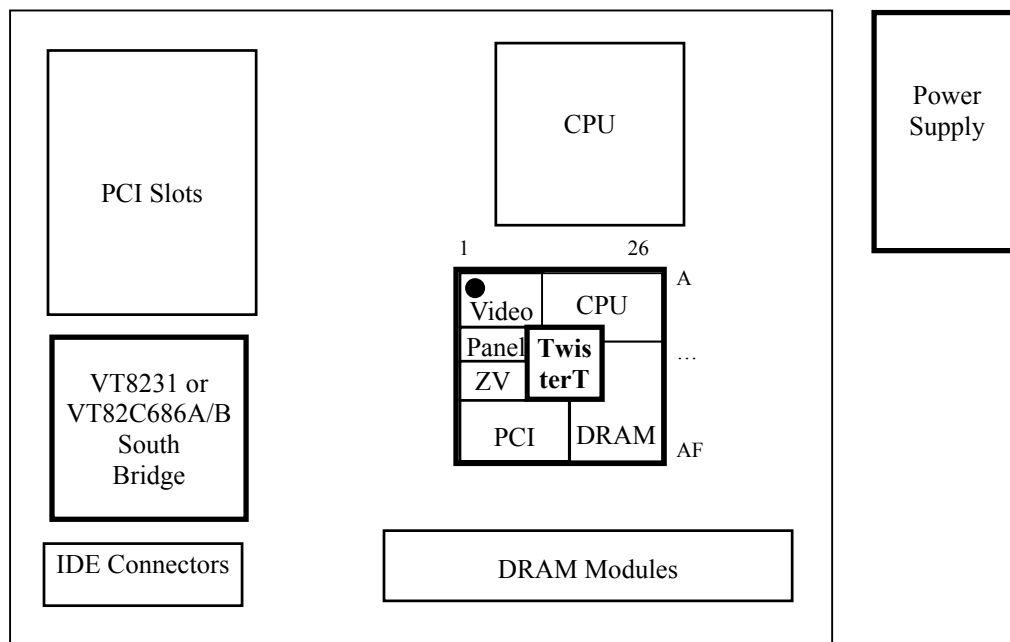 PCI Slots
CPU
Power
Supply
1
26
A
Video
CPU
Panel
Twis
terT
...
ZV
PCI
DRAM
AF
VT8231 or
VT82C686A/B
South
Bridge
IDE Connectors
DRAM Modules